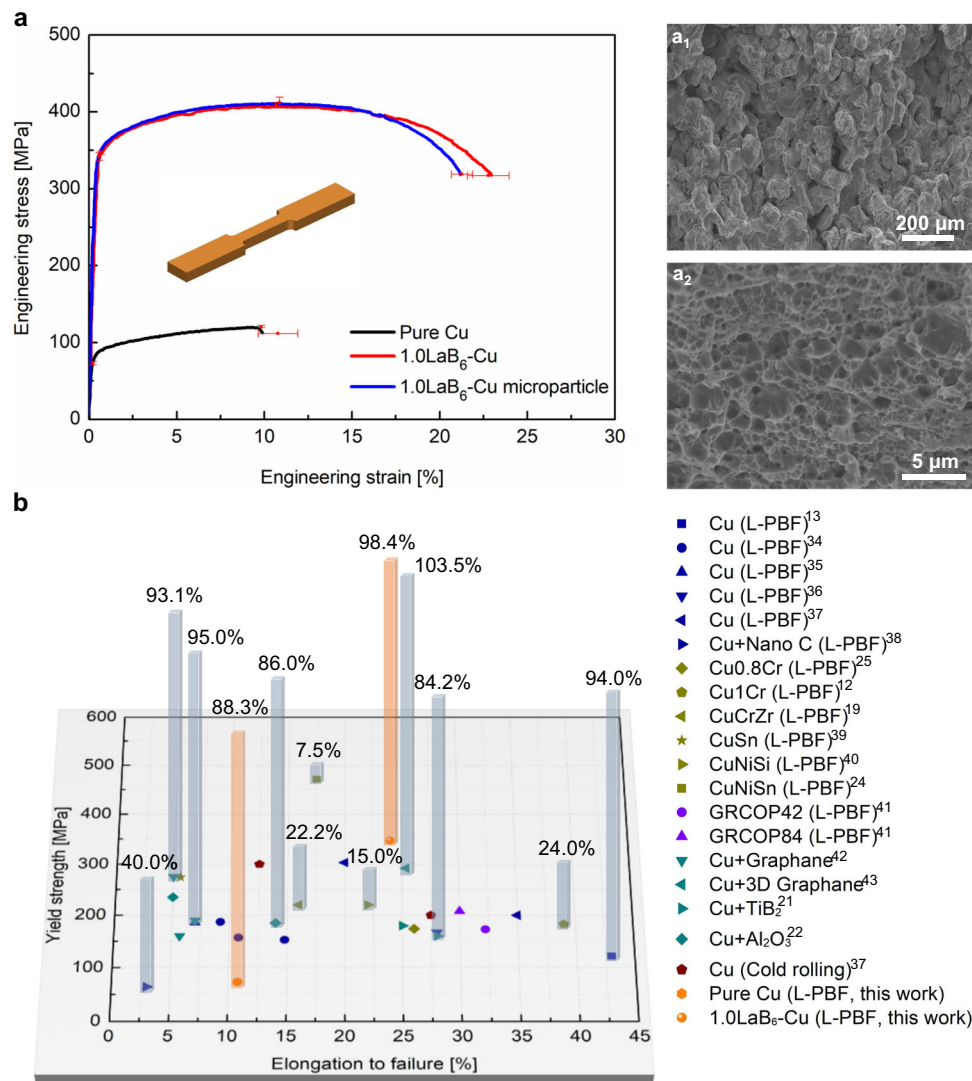 a
500
400
300
200
100
0
Engineering stress [MPa]
0 5 10 15 20 25 30
Engineering strain [%]
Pure Cu
1.0LaB₆-Cu
1.0LaB₆-Cu microparticle
a₁
200 µm
a₂
5 µm
b
98.4%
103.5%
93.1%
95.0%
86.0%
84.2%
94.0%
88.3%
7.5%
22.2%
15.0%
24.0%
40.0%
600
500
400
300
200
100
0
Yield strength [MPa]
0 5 10 15 20 25 30 35 40 45
Elongation to failure [%]
Cu (L-PBF)¹³
Cu (L-PBF)³⁴
Cu (L-PBF)³⁵
Cu (L-PBF)³⁶
Cu (L-PBF)³⁷
Cu+Nano C (L-PBF)³⁸
Cu0.8Cr (L-PBF)²⁵
Cu1Cr (L-PBF)¹²
CuCrZr (L-PBF)¹⁹
CuSn (L-PBF)³⁹
CuNiSi (L-PBF)⁴⁰
CuNiSn (L-PBF)²⁴
GRCOP42 (L-PBF)⁴¹
GRCOP84 (L-PBF)⁴¹
Cu+Graphane⁴²
Cu+3D Graphane⁴³
Cu+TiB₂²¹
Cu+Al₂O₃²²
Cu (Cold rolling)³⁷
Pure Cu (L-PBF, this work)
1.0LaB₆-Cu (L-PBF, this work)